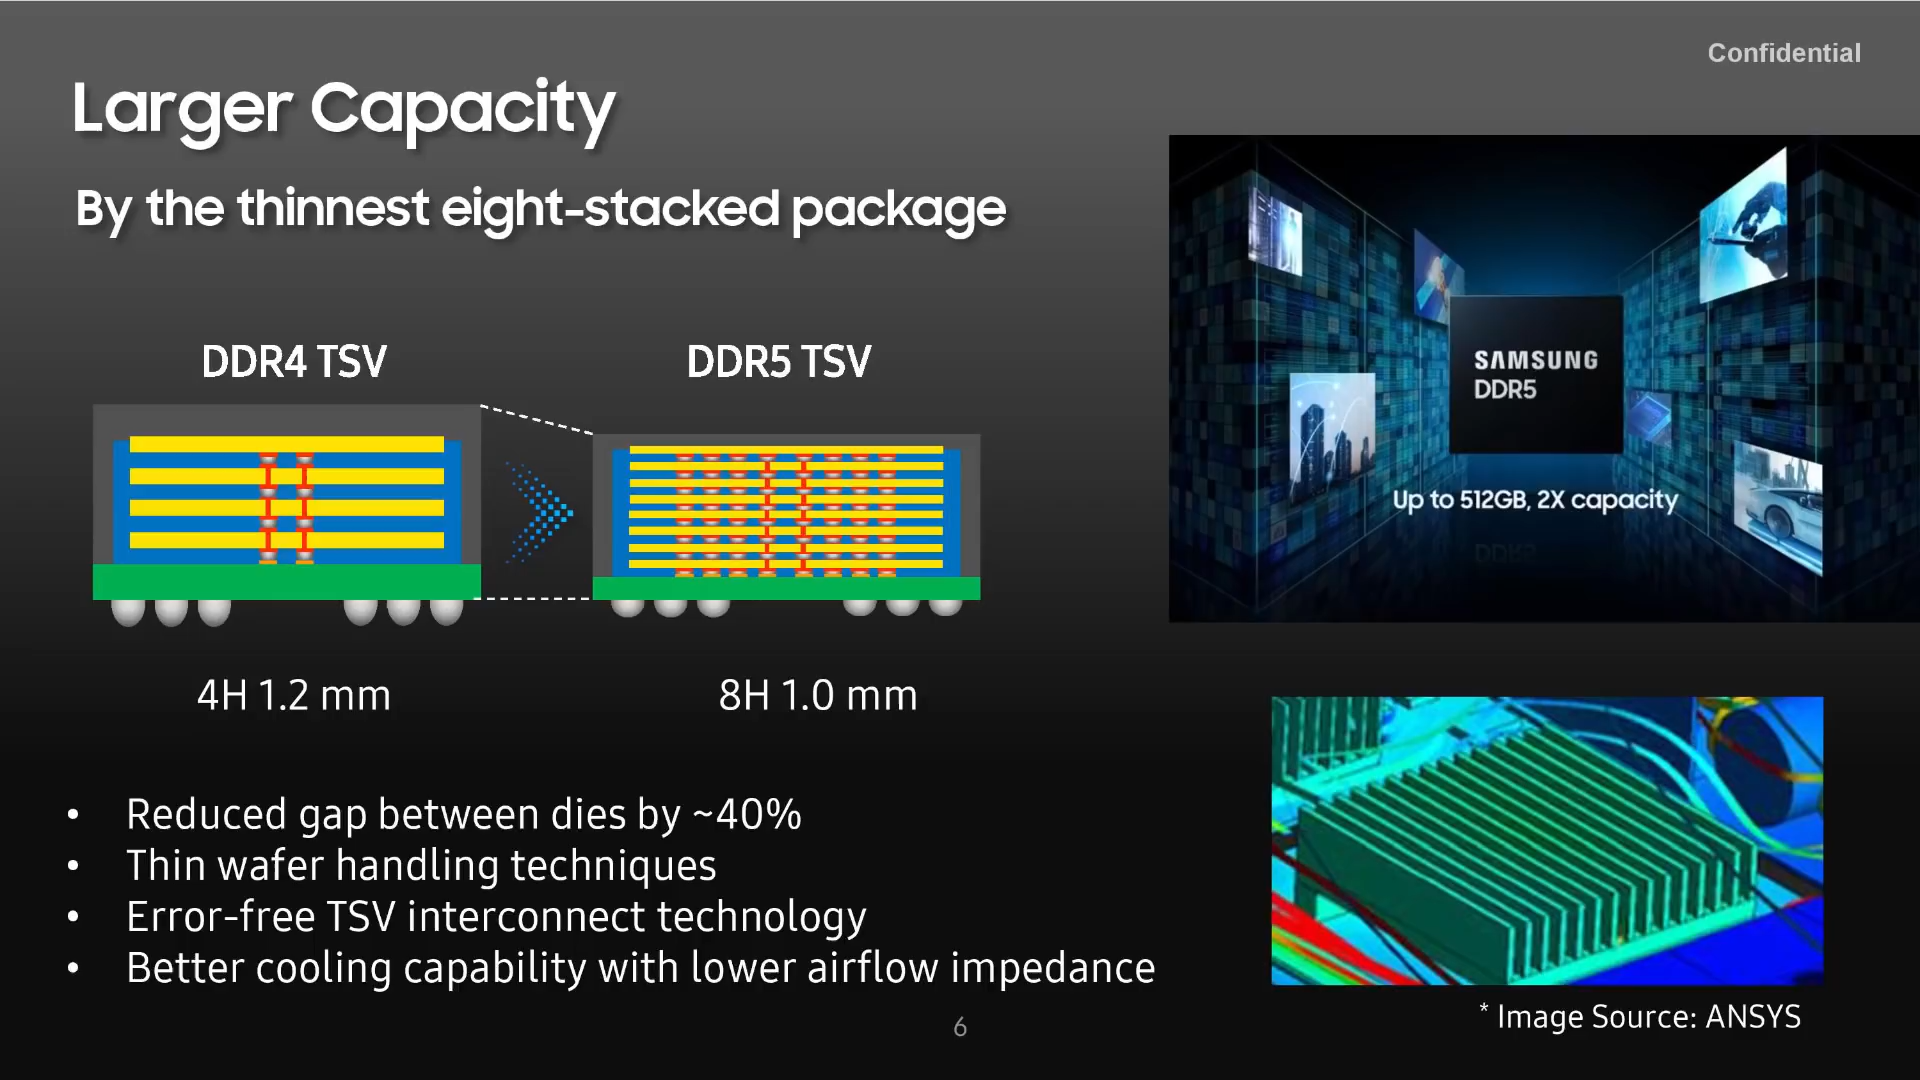 Confidential
Larger Capacity
By the thinnest eight-stacked package
DDR4 TSV
DDR5 TSV
4H 1.2 mm
8H 1.0 mm
SAMSUNG
DDR5
Up to 512GB, 2X capacity
DDR5
• Reduced gap between dies by ~40%
• Thin wafer handling techniques
• Error-free TSV interconnect technology
• Better cooling capability with lower airflow impedance
* Image Source: ANSYS
6